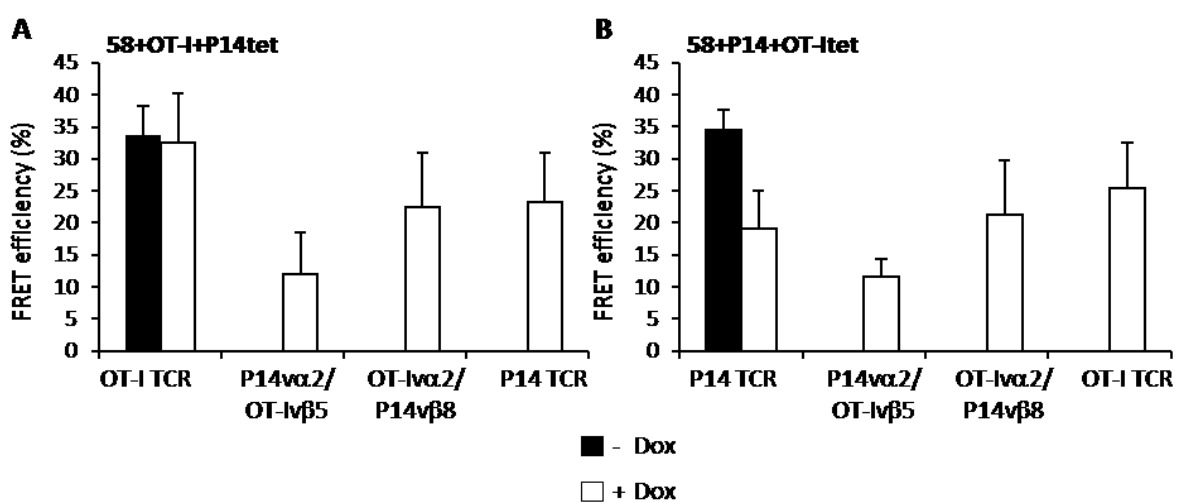 A
58+OT-I+P14tet
FRET efficiency (%)
45
40
35
30
25
20
15
10
5
0
OT-I TCR
P14vα2/
OT-Ivβ5
OT-Ivα2/
P14vβ8
P14 TCR
B
58+P14+OT-Itet
FRET efficiency (%)
45
40
35
30
25
20
15
10
5
0
P14 TCR
P14vα2/
OT-Ivβ5
OT-Ivα2/
P14vβ8
OT-I TCR
- Dox
+ Dox